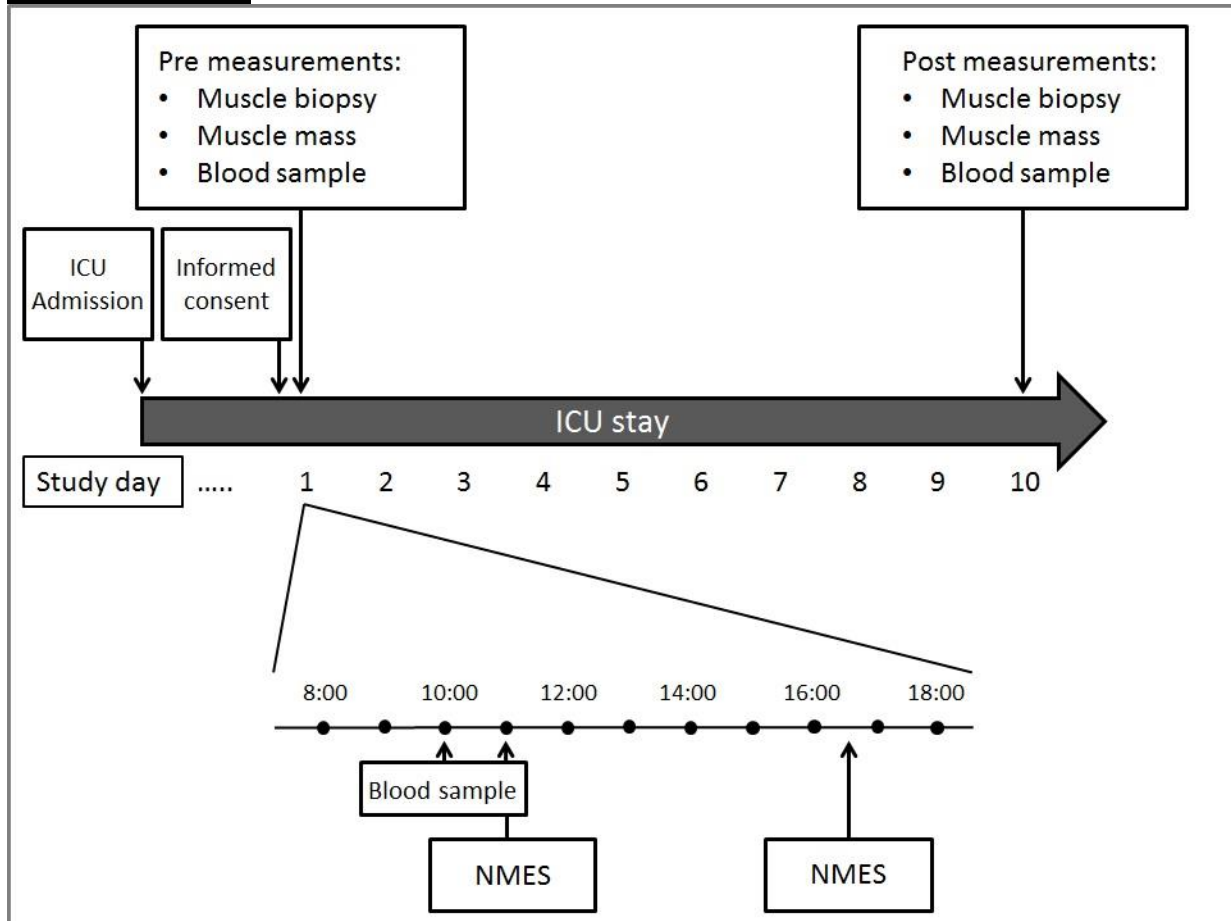 Pre measurements:
• Muscle biopsy
• Muscle mass
• Blood sample
Post measurements:
• Muscle biopsy
• Muscle mass
• Blood sample
ICU
Admission
Informed
consent
ICU stay
Study day ..... 1 2 3 4 5 6 7 8 9 10
8:00 10:00 12:00 14:00 16:00 18:00
Blood sample
NMES NMES